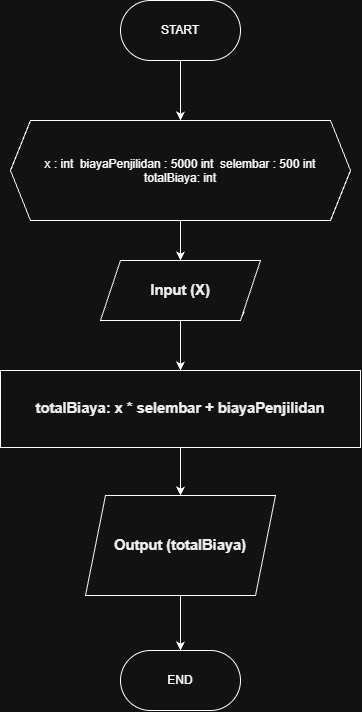 START
x : int  biayaPenjilidan : 5000 int  selembar : 500 int
totalBiaya: int
Input (X)
totalBiaya: x * selembar + biayaPenjilidan
Output (totalBiaya)
END